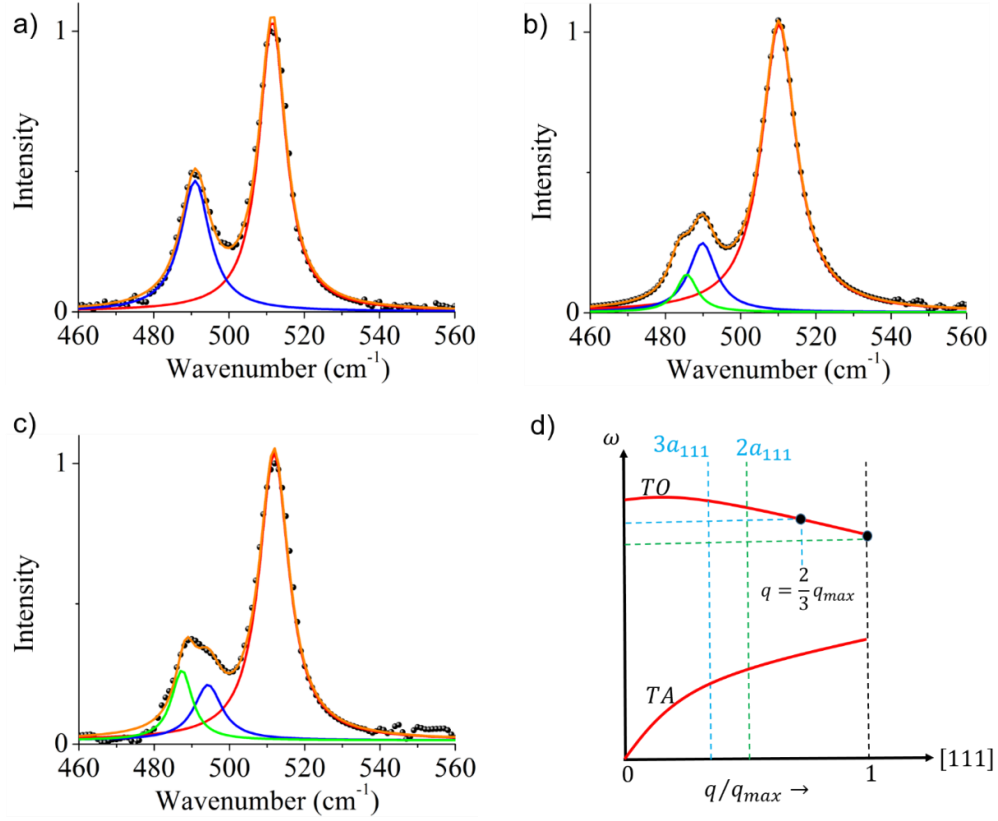 a)
1
Intensity
0
460 480 500 520 540 560
Wavenumber (cm⁻¹)
b)
1
Intensity
0
460 480 500 520 540 560
Wavenumber (cm⁻¹)
c)
1
Intensity
0
460 480 500 520 540 560
Wavenumber (cm⁻¹)
d)
ω
3a₁₁₁ 2a₁₁₁
TO
q = 2/3 qₘₐₓ
TA
0 1 [111]
q/qₘₐₓ →